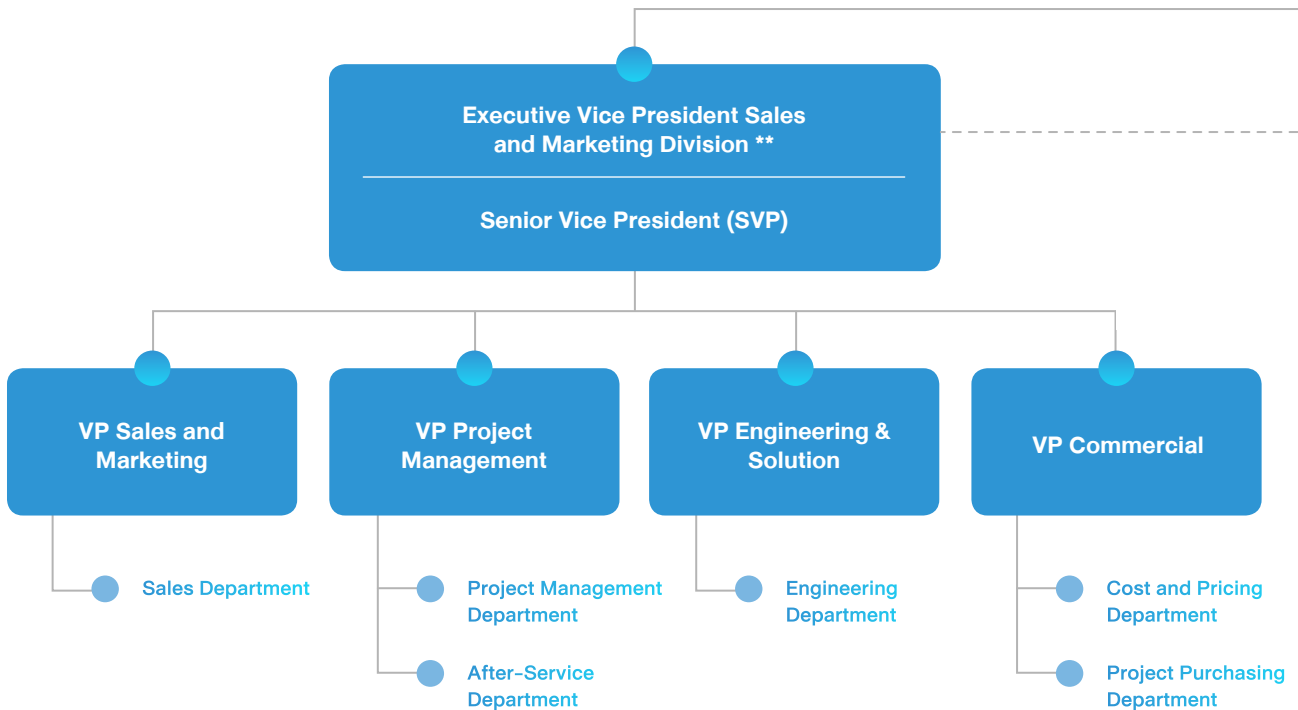 Executive Vice President Sales
and Marketing Division **
Senior Vice President (SVP)
VP Sales and
Marketing
VP Project
Management
VP Engineering &
Solution
VP Commercial
Sales Department
Project Management
Department
After-Service
Department
Engineering
Department
Cost and Pricing
Department
Project Purchasing
Department